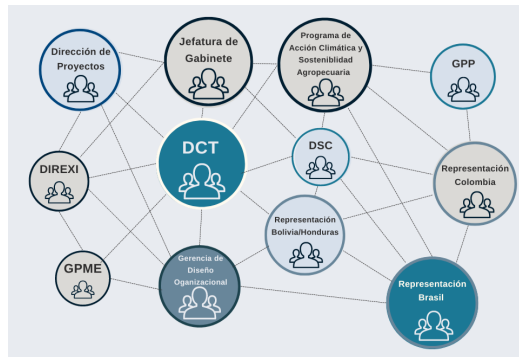 Dirección de
Proyectos
Jefatura de
Gabinete
Programa de
Acción Climática y
Sosteniblidad
Agropecuaria
GPP
DCT
DSC
DIREXI
Representación
Colombia
Representación
Bolivia/Honduras
GPME
Gerencia de
Diseño
Oganizacional
Representación
Brasil